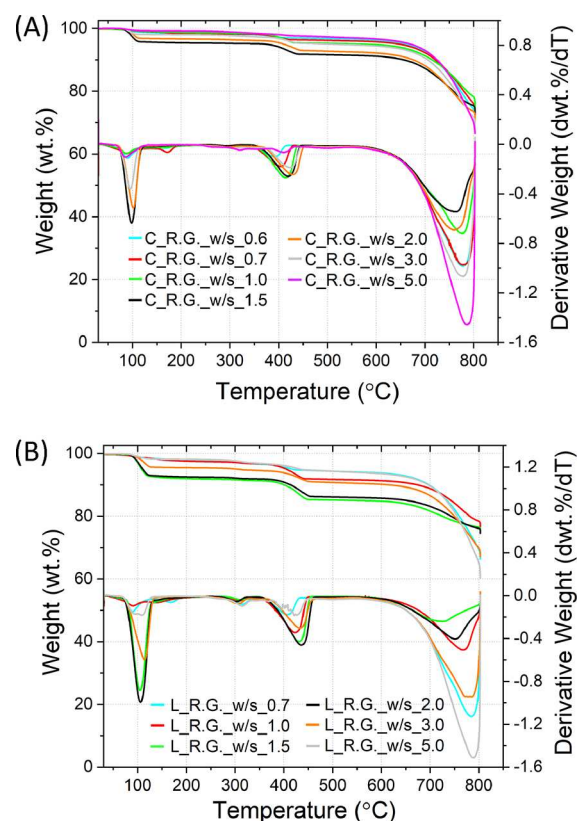 (A)
100
80
60
40
20
0
0.8
0.4
0.0
-0.4
-0.8
-1.2
-1.6
Weight (wt.%)
Derivative Weight (dwt.%/dT)
C_R.G._w/s_0.6
C_R.G._w/s_0.7
C_R.G._w/s_1.0
C_R.G._w/s_1.5
C_R.G._w/s_2.0
C_R.G._w/s_3.0
C_R.G._w/s_5.0
100 200 300 400 500 600 700 800
Temperature (°C)
(B)
100
80
60
40
20
0
1.2
0.8
0.4
0.0
-0.4
-0.8
-1.2
-1.6
Weight (wt.%)
Derivative Weight (dwt.%/dT)
L_R.G._w/s_0.7
L_R.G._w/s_1.0
L_R.G._w/s_1.5
L_R.G._w/s_2.0
L_R.G._w/s_3.0
L_R.G._w/s_5.0
100 200 300 400 500 600 700 800
Temperature (°C)